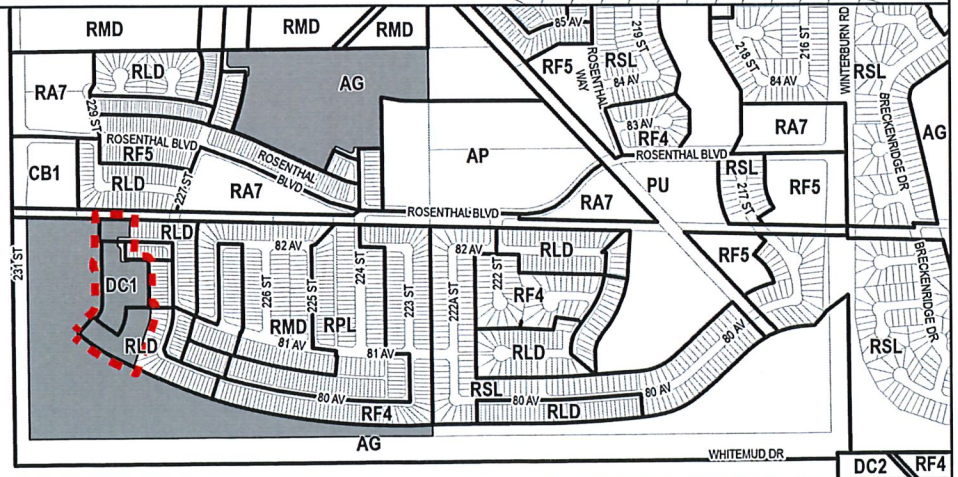 RMD
RMD
RMD
85 AV
219 ST
218 ST
216 ST
WINTERBURN RD
RSL
RLD
AG
RF5
ROSENTHAL WAY
RSL
84 AV
84 AV
RA7
229 ST
BRECKENRIDGE DR
AG
83 AV
RF4
RA7
ROSENTHAL BLVD
RF5
ROSENTHAL BLVD
AP
ROSENTHAL BLVD
CB1
RLD
227 ST
RA7
RA7
PU
RSL
217 ST
RF5
ROSENTHAL BLVD
231 ST
RLD
82 AV
82 AV
RLD
RF5
BRECKENRIDGE DR
DC1
226 ST
225 ST
224 ST
223 ST
222A ST
222 ST
RF4
RMD
RPL
81 AV
81 AV
RLD
RLD
80 AV
RSL
RSL
80 AV
80 AV
80 AV
RF4
RLD
AG
WHITEMUD DR
DC2
RF4